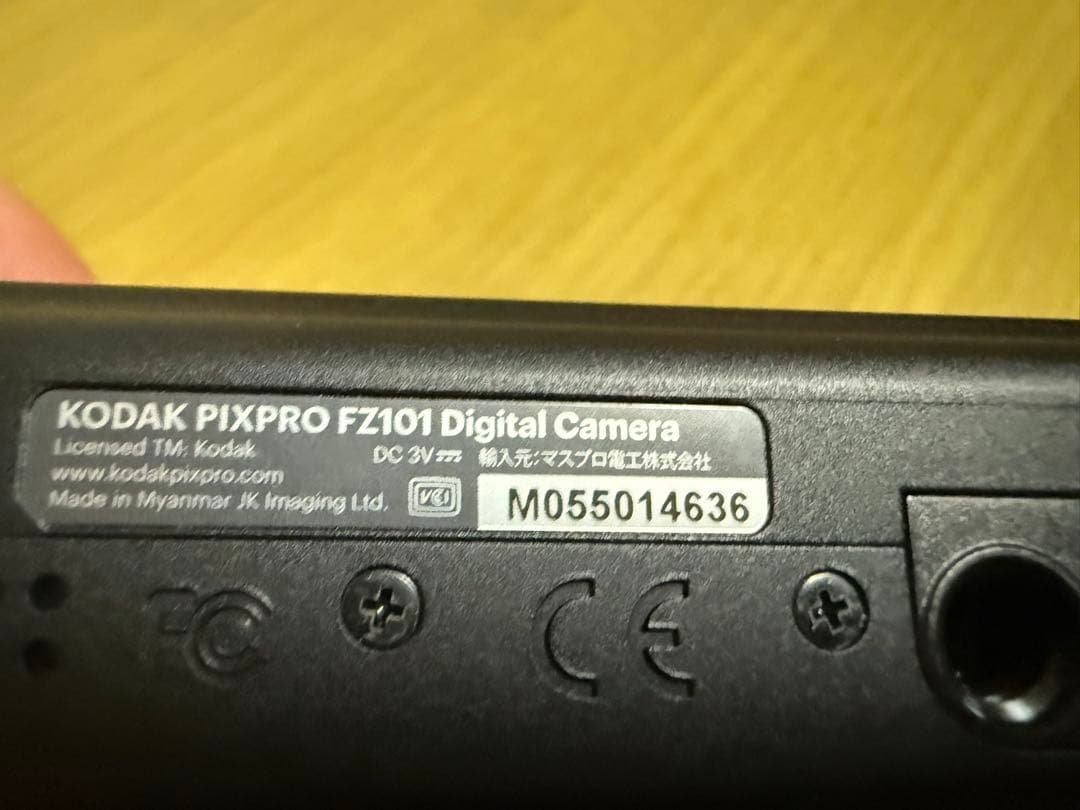 KODAK PIXPRO FZ101 Digital Camera
Licensed TM: Kodak
DC 3V⎓ 輸入元:マスプロ電工株式会社
www.kodakpixpro.com
Made in Myanmar JK Imaging Ltd.
VCI
M055014636
FC
CE